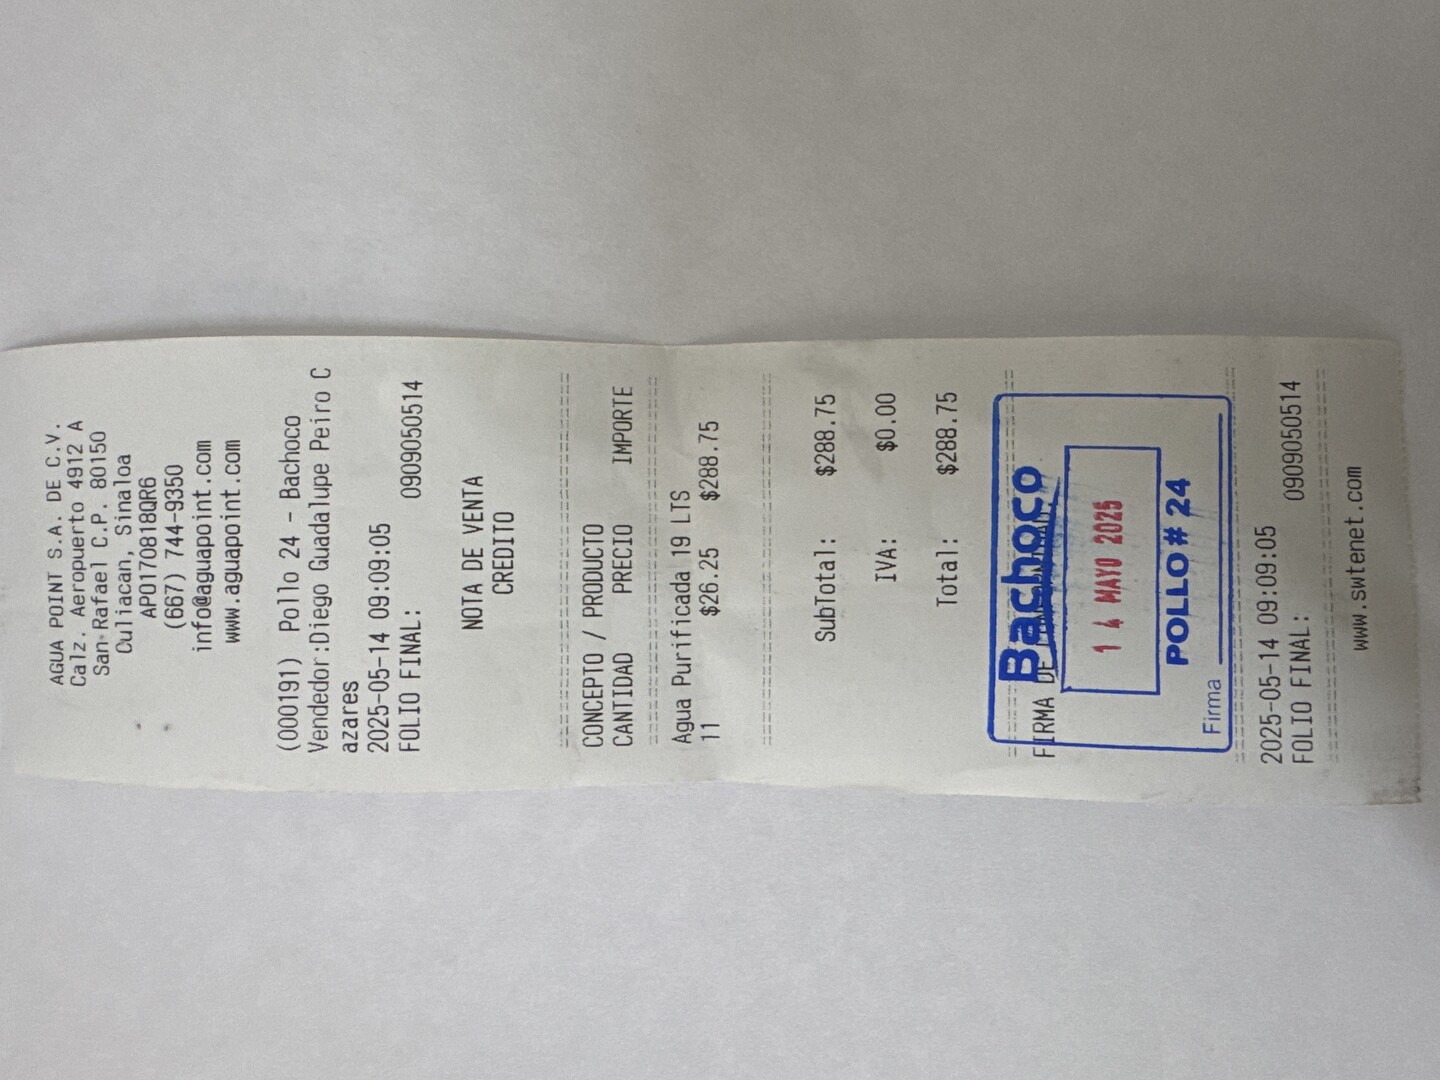 AGUA POINT S.A. DE C.V.
Calz. Aeropuerto 4912 A
San Rafael C.P. 80150
Culiacan, Sinaloa
APO170818QR6
(667) 744-9350
info@aguapoint.com
www.aguapoint.com
(000191) Pollo 24 - Bachoco
Vendedor:Diego Guadalupe Peiro C
azares
2025-05-14 09:09:05
FOLIO FINAL: 0909050514
NOTA DE VENTA
CREDITO
CONCEPTO / PRODUCTO
CANTIDAD PRECIO IMPORTE
Agua Purificada 19 LTS
11 $26.25 $288.75
SubTotal: $288.75
IVA: $0.00
Total: $288.75
Bachoco
FIRMA DE
14 MAYO 2025
POLLO # 24
Firma
2025-05-14 09:09:05
FOLIO FINAL: 0909050514
www.swtenet.com